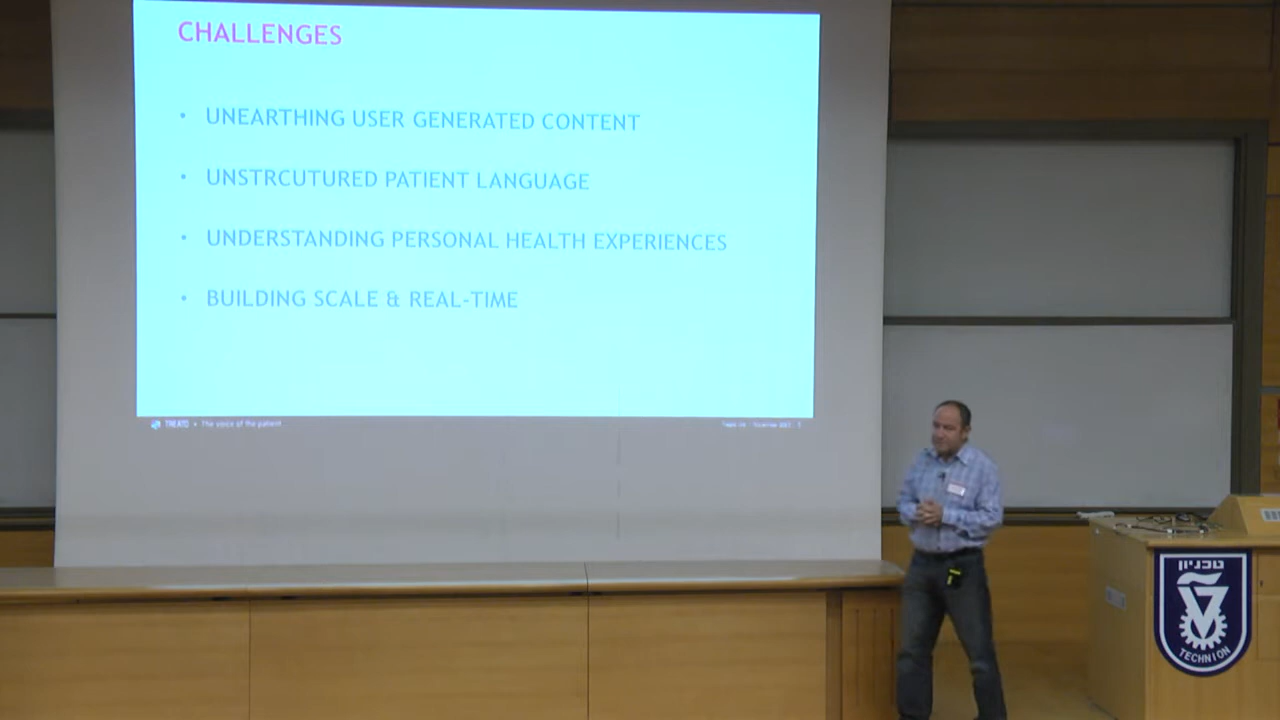 CHALLENGES
• UNEARTHING USER GENERATED CONTENT
• UNSTRCUTURED PATIENT LANGUAGE
• UNDERSTANDING PERSONAL HEALTH EXPERIENCES
• BUILDING SCALE & REAL-TIME
TREATO • The voice of the patient
טכניון
TECHNION